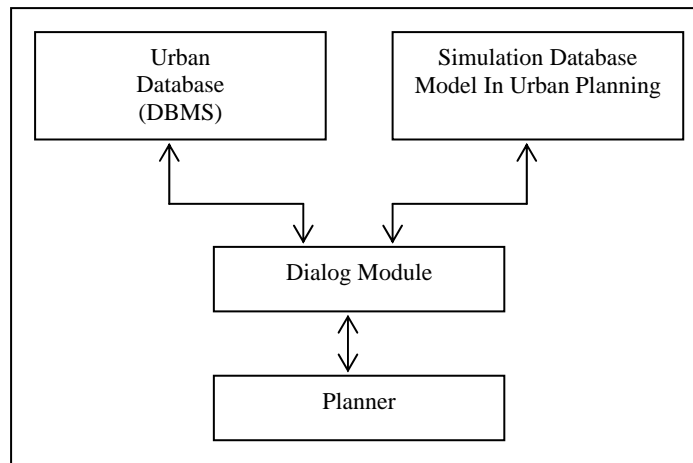 Urban
Database
(DBMS)
Simulation Database
Model In Urban Planning
Dialog Module
Planner